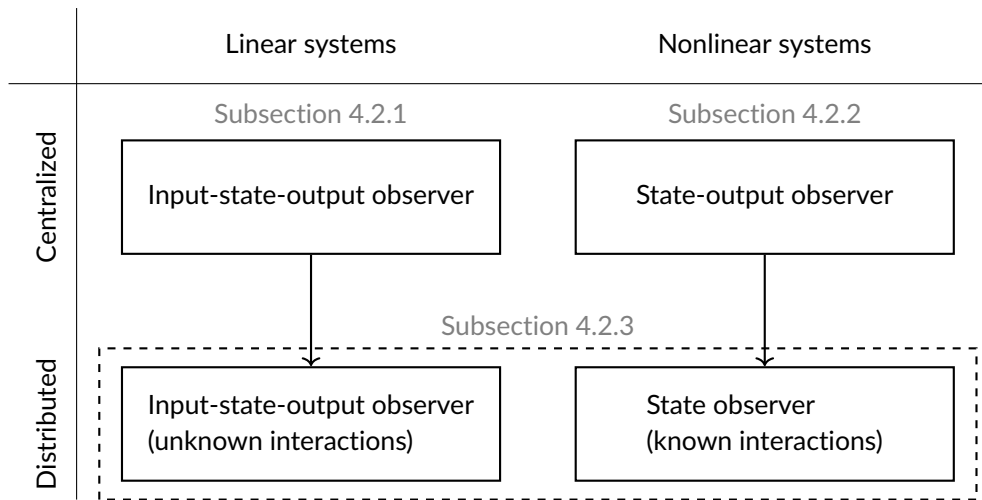 Linear systems
Nonlinear systems
Centralized
Subsection 4.2.1
Subsection 4.2.2
Input-state-output observer
State-output observer
Distributed
Subsection 4.2.3
Input-state-output observer
(unknown interactions)
State observer
(known interactions)